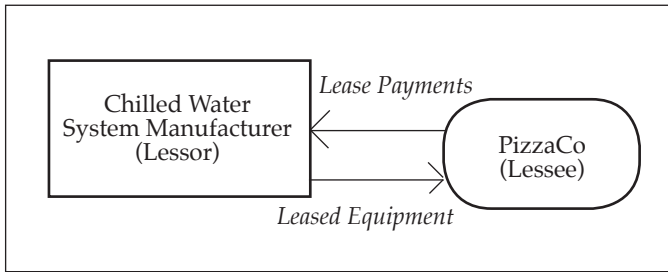 Chilled Water
System Manufacturer
(Lessor)
Lease Payments
PizzaCo
(Lessee)
Leased Equipment